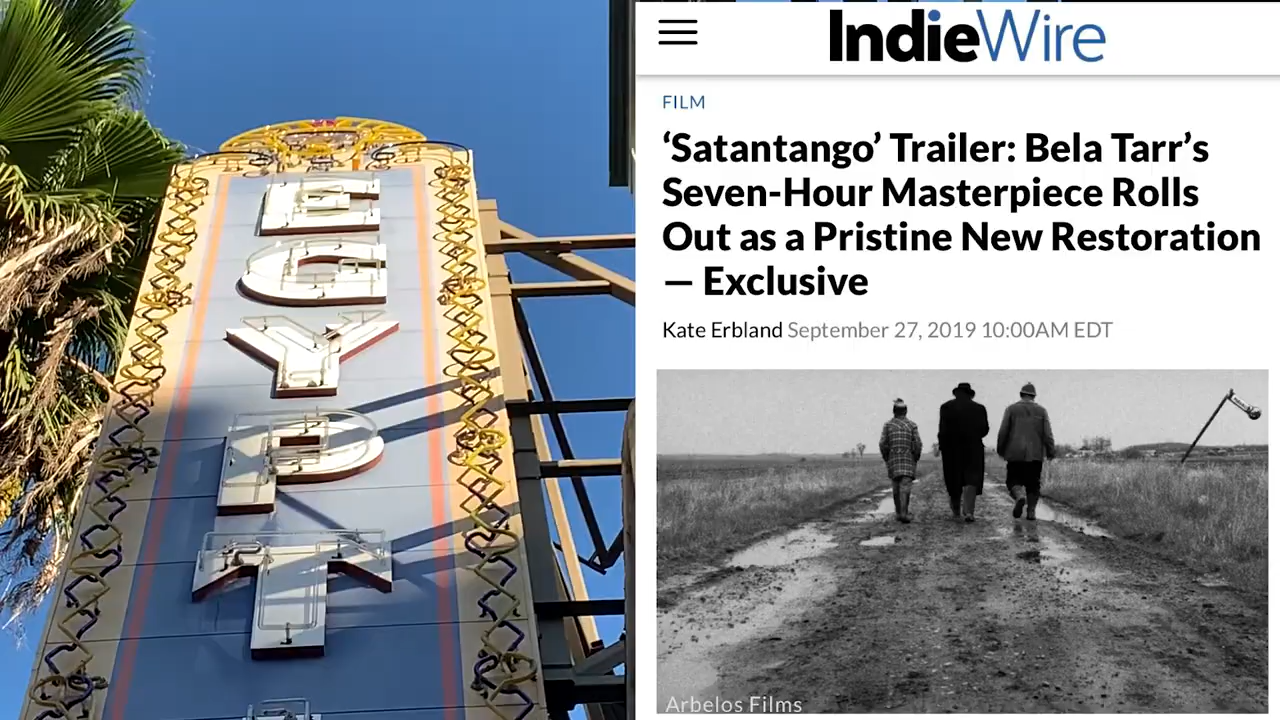 EGYPT
IndieWire
FILM
‘Satantango’ Trailer: Bela Tarr’s
Seven-Hour Masterpiece Rolls
Out as a Pristine New Restoration
— Exclusive
Kate Erbland September 27, 2019 10:00AM EDT
Arbelos Films